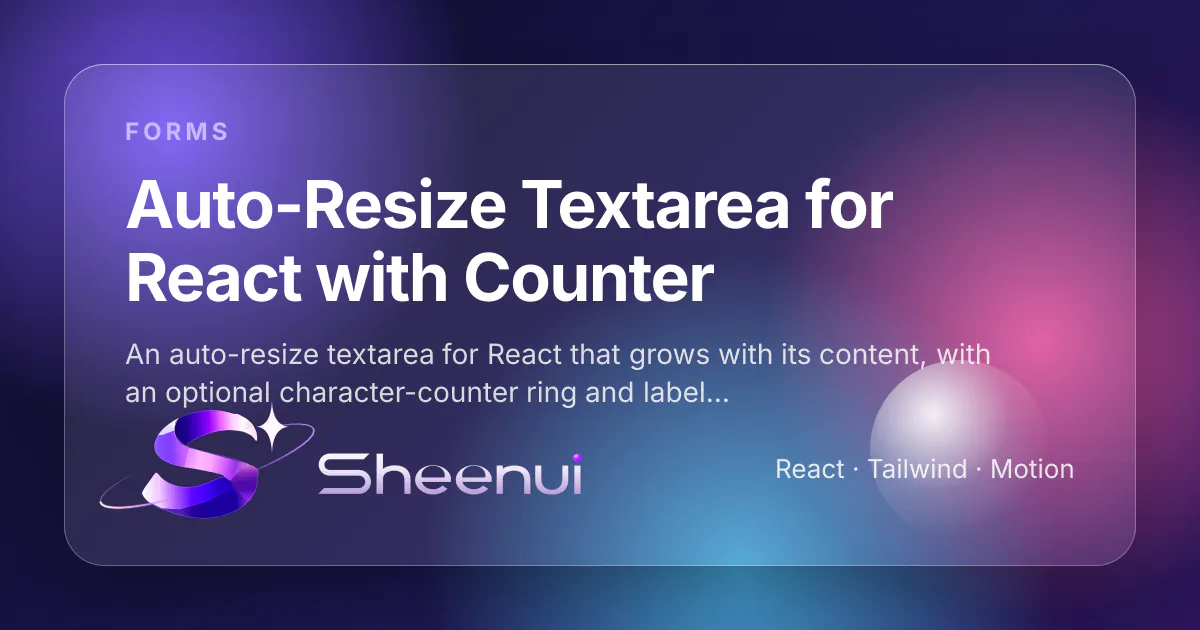 FORMS
Auto-Resize Textarea for
React with Counter
An auto-resize textarea for React that grows with its content, with
an optional character-counter ring and label...
Sheenui
React · Tailwind · Motion